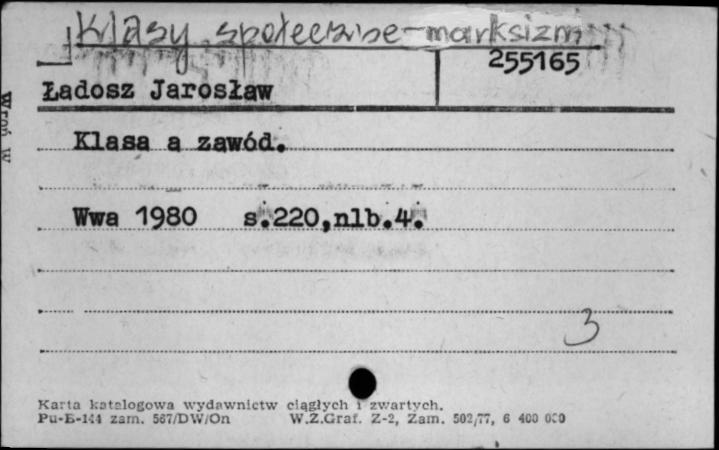 Klasy społeczne - marksizm
255165
Ładosz Jarosław
Klasa a zawód.
Wwa 1980 s.220,nlb.4.
3
Karta katalogowa wydawnictw ciągłych i zwartych.
Pu-B-144 zam. 567/DW/On W.Z.Graf. Z-2, Zam. 502/77, 6 400 000